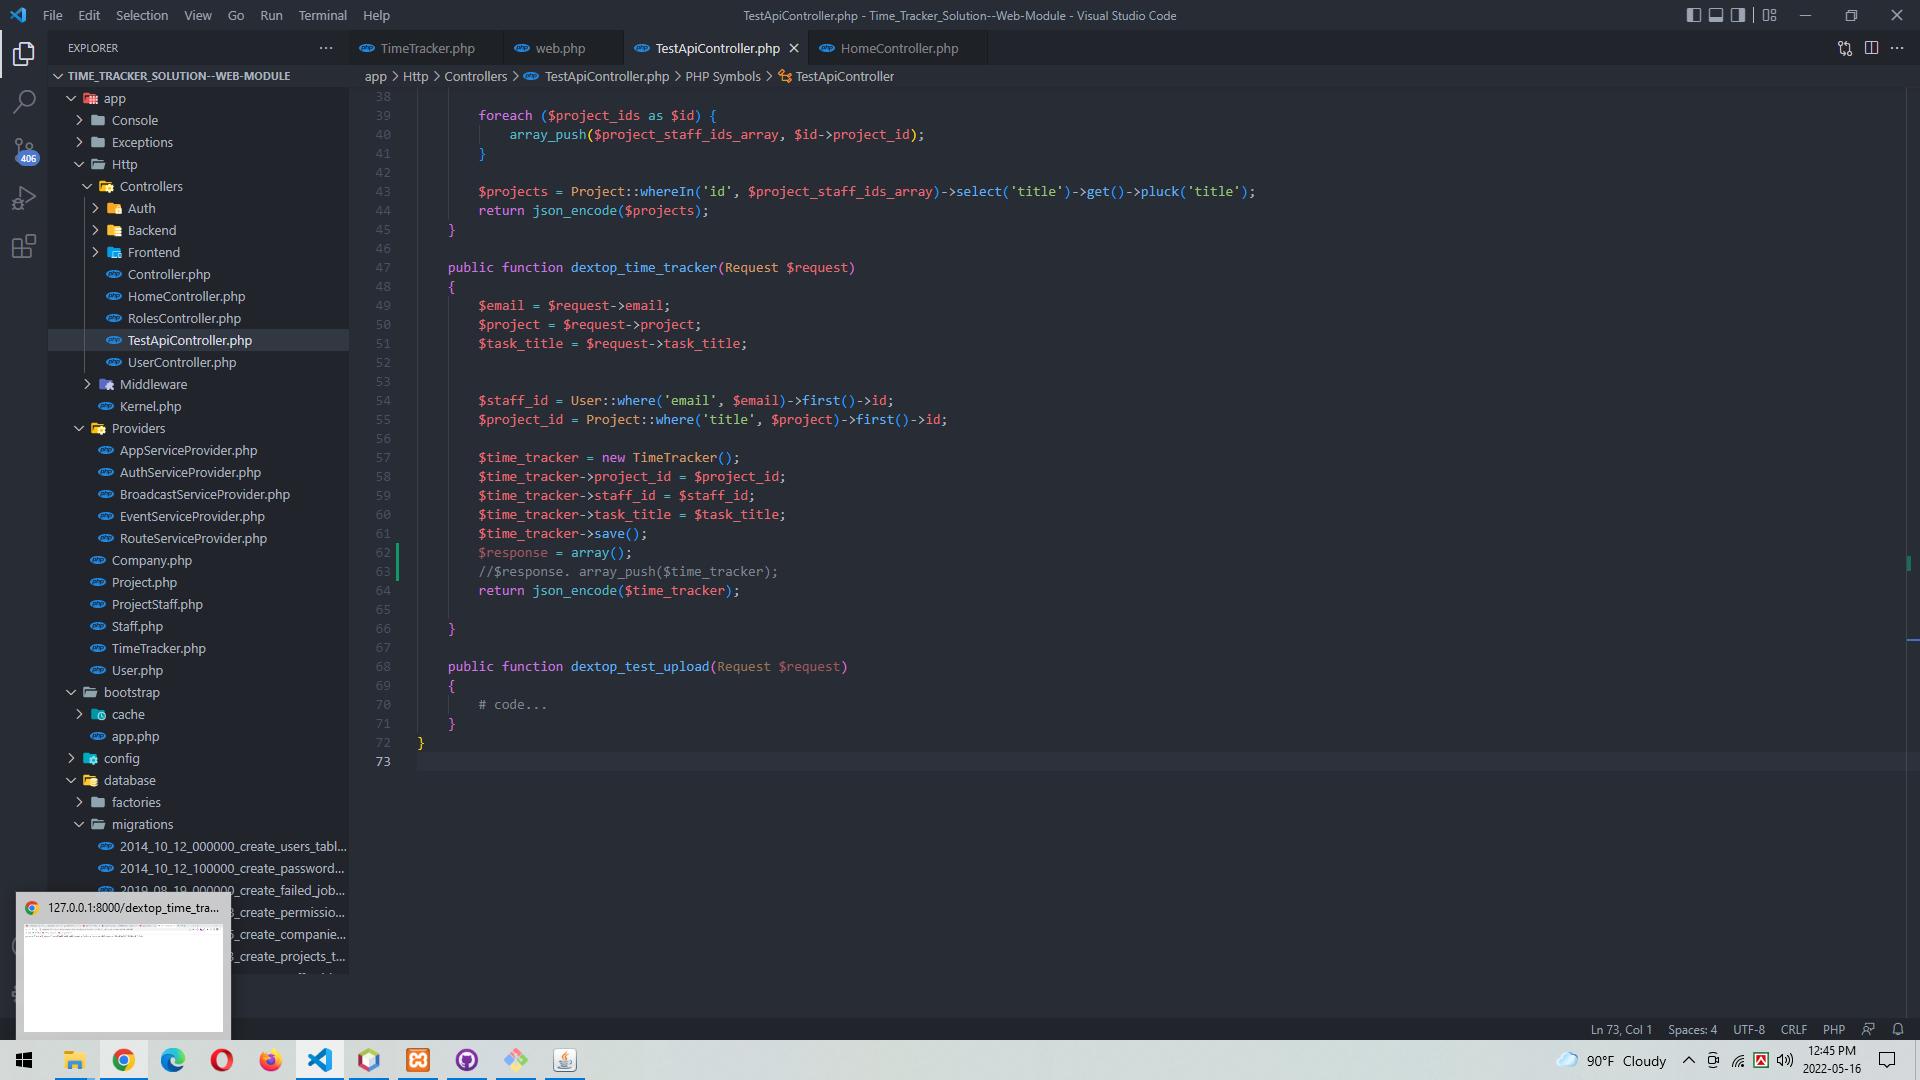 File Edit Selection View Go Run Terminal Help
TestApiController.php - Time_Tracker_Solution--Web-Module - Visual Studio Code
EXPLORER
TimeTracker.php
web.php
TestApiController.php
HomeController.php
TIME_TRACKER_SOLUTION--WEB-MODULE
app > Http > Controllers > TestApiController.php > PHP Symbols > TestApiController
app
Console
Exceptions
Http
Controllers
Auth
Backend
Frontend
Controller.php
HomeController.php
RolesController.php
TestApiController.php
UserController.php
Middleware
Kernel.php
Providers
AppServiceProvider.php
AuthServiceProvider.php
BroadcastServiceProvider.php
EventServiceProvider.php
RouteServiceProvider.php
Company.php
Project.php
ProjectStaff.php
Staff.php
TimeTracker.php
User.php
bootstrap
cache
app.php
config
database
factories
migrations
2014_10_12_000000_create_users_tabl...
2014_10_12_100000_create_password...
2019_08_19_000000_create_failed_job...
_create_permissio...
_create_companie...
_create_projects_t...
406
38
39 foreach ($project_ids as $id) {
40 array_push($project_staff_ids_array, $id->project_id);
41 }
42
43 $projects = Project::whereIn('id', $project_staff_ids_array)->select('title')->get()->pluck('title');
44 return json_encode($projects);
45 }
46
47 public function dextop_time_tracker(Request $request)
48 {
49 $email = $request->email;
50 $project = $request->project;
51 $task_title = $request->task_title;
52
53
54 $staff_id = User::where('email', $email)->first()->id;
55 $project_id = Project::where('title', $project)->first()->id;
56
57 $time_tracker = new TimeTracker();
58 $time_tracker->project_id = $project_id;
59 $time_tracker->staff_id = $staff_id;
60 $time_tracker->task_title = $task_title;
61 $time_tracker->save();
62 $response = array();
63 //$response. array_push($time_tracker);
64 return json_encode($time_tracker);
65
66 }
67
68 public function dextop_test_upload(Request $request)
69 {
70 # code...
71 }
72 }
73
127.0.0.1:8000/dextop_time_tra...
Ln 73, Col 1 Spaces: 4 UTF-8 CRLF PHP
90°F Cloudy
12:45 PM
2022-05-16